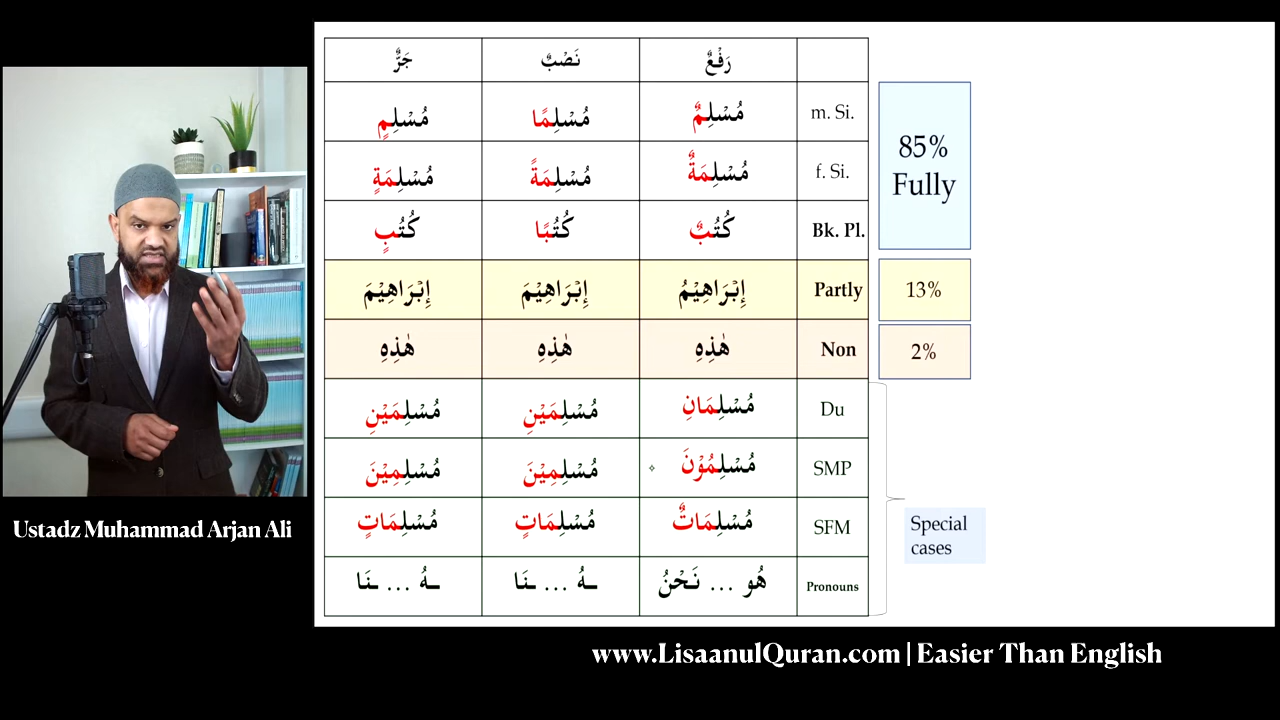 رَفْعٌ نَصْبٌ جَرٌّ
m. Si. مُسْلِمٌ مُسْلِمًا مُسْلِمٍ
f. Si. مُسْلِمَةٌ مُسْلِمَةً مُسْلِمَةٍ
Bk. Pl. كُتُبٌ كُتُبًا كُتُبٍ
85%
Fully
Partly إِبْرَاهِيْمُ إِبْرَاهِيْمَ إِبْرَاهِيْمَ
13%
Non هٰذِهِ هٰذِهِ هٰذِهِ
2%
Du مُسْلِمَانِ مُسْلِمَيْنِ مُسْلِمَيْنِ
SMP مُسْلِمُوْنَ مُسْلِمِيْنَ مُسْلِمِيْنَ
SFM مُسْلِمَاتٌ مُسْلِمَاتٍ مُسْلِمَاتٍ
Pronouns هُو ... نَحْنُ ـهُ ... ـنَا ـهُ ... ـنَا
Special
cases
Ustadz Muhammad Arjan Ali
www.LisaanulQuran.com | Easier Than English